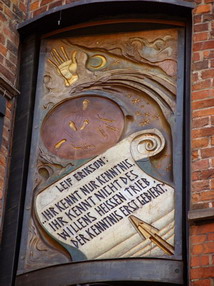 LEIF ERIKSON:
"IHR KENNT NUR KENNTNIS
IHR KENNT NICHT DES
WILLENS HEISSEN TRIEB
DER KENNTNIS ERST GEBIERT"